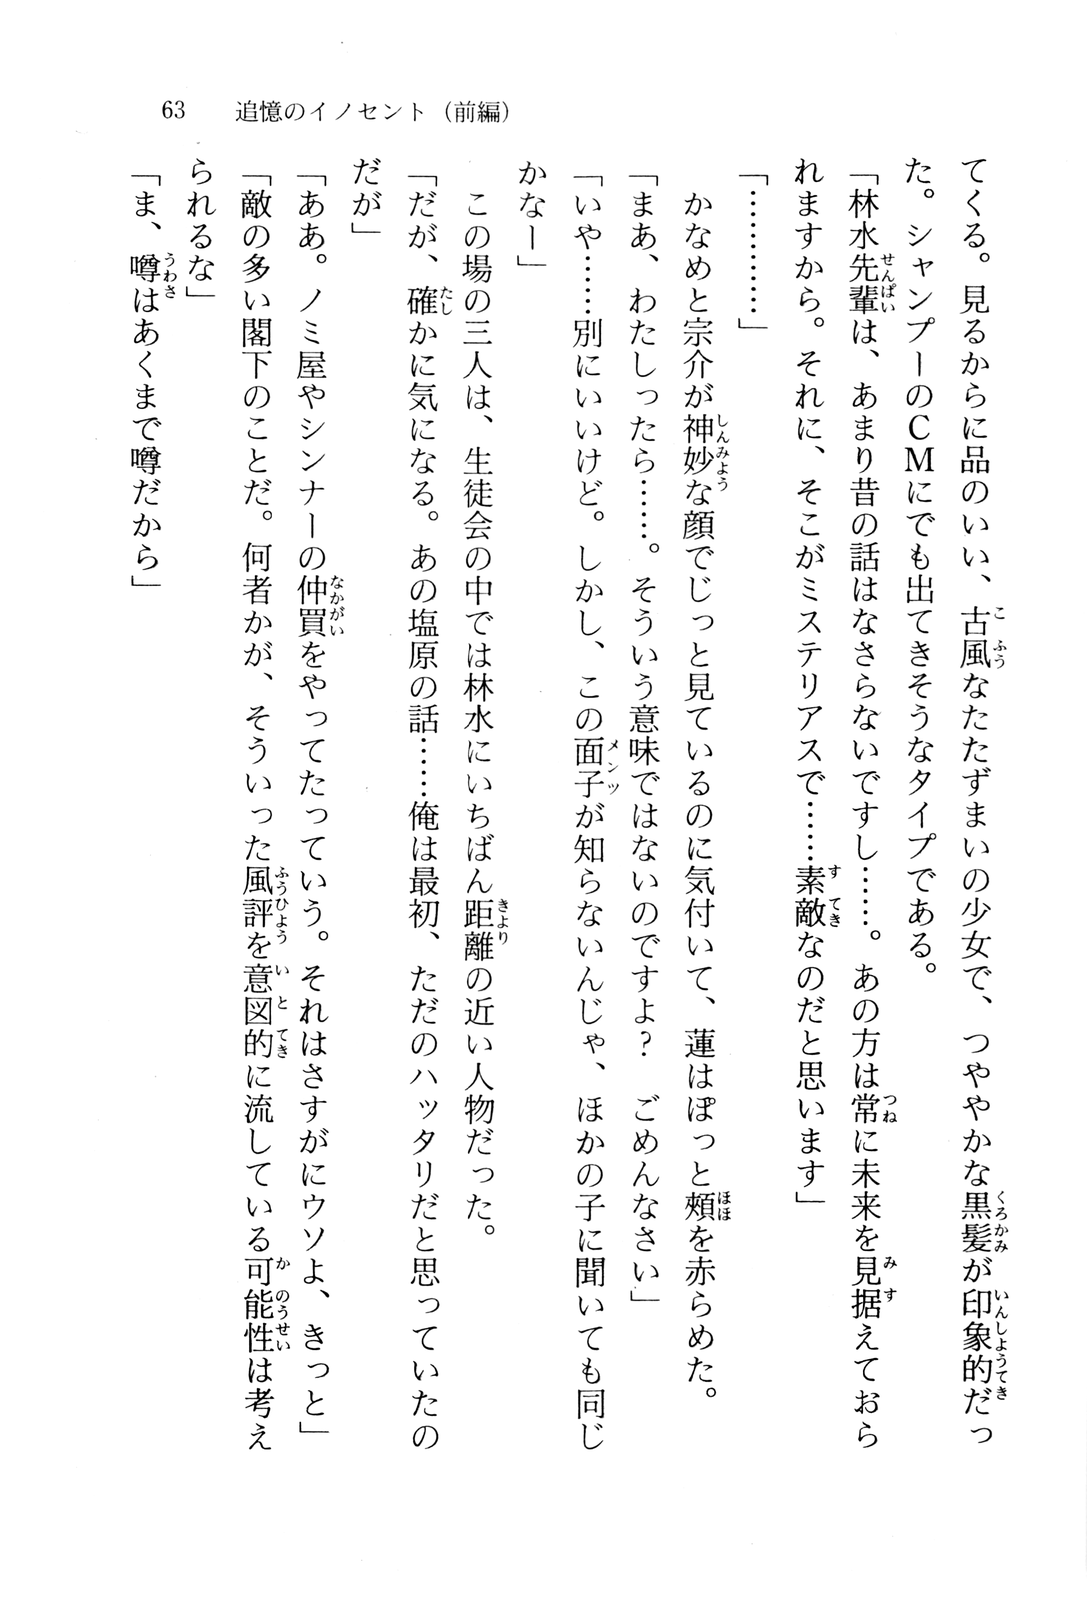 63　追憶のイノセント（前編）
てくる。見るからに品のいい、古風なたたずまいの少女で、つややかな黒髪が印象的だっ
た。シャンプーのCMにでも出てきそうなタイプである。
「林水先輩は、あまり昔の話はなさらないですし……。あの方は常に未来を見据えておら
れますから。それに、そこがミステリアスで……素敵なのだと思います」
「…………」
　かなめと宗介が神妙な顔でじっと見ているのに気付いて、蓮はぽっと頰を赤らめた。
「まあ、わたしったら……。そういう意味ではないのですよ？　ごめんなさい」
「いや……別にいいけど。しかし、この面子が知らないんじゃ、ほかの子に聞いても同じ
かなー」
　この場の三人は、生徒会の中では林水にいちばん距離の近い人物だった。
「だが、確かに気になる。あの塩原の話……俺は最初、ただのハッタリだと思っていたの
だが」
「ああ。ノミ屋やシンナーの仲買をやってたっていう。それはさすがにウソよ、きっと」
「敵の多い閣下のことだ。何者かが、そういった風評を意図的に流している可能性は考え
られるな」
「ま、噂はあくまで噂だから」